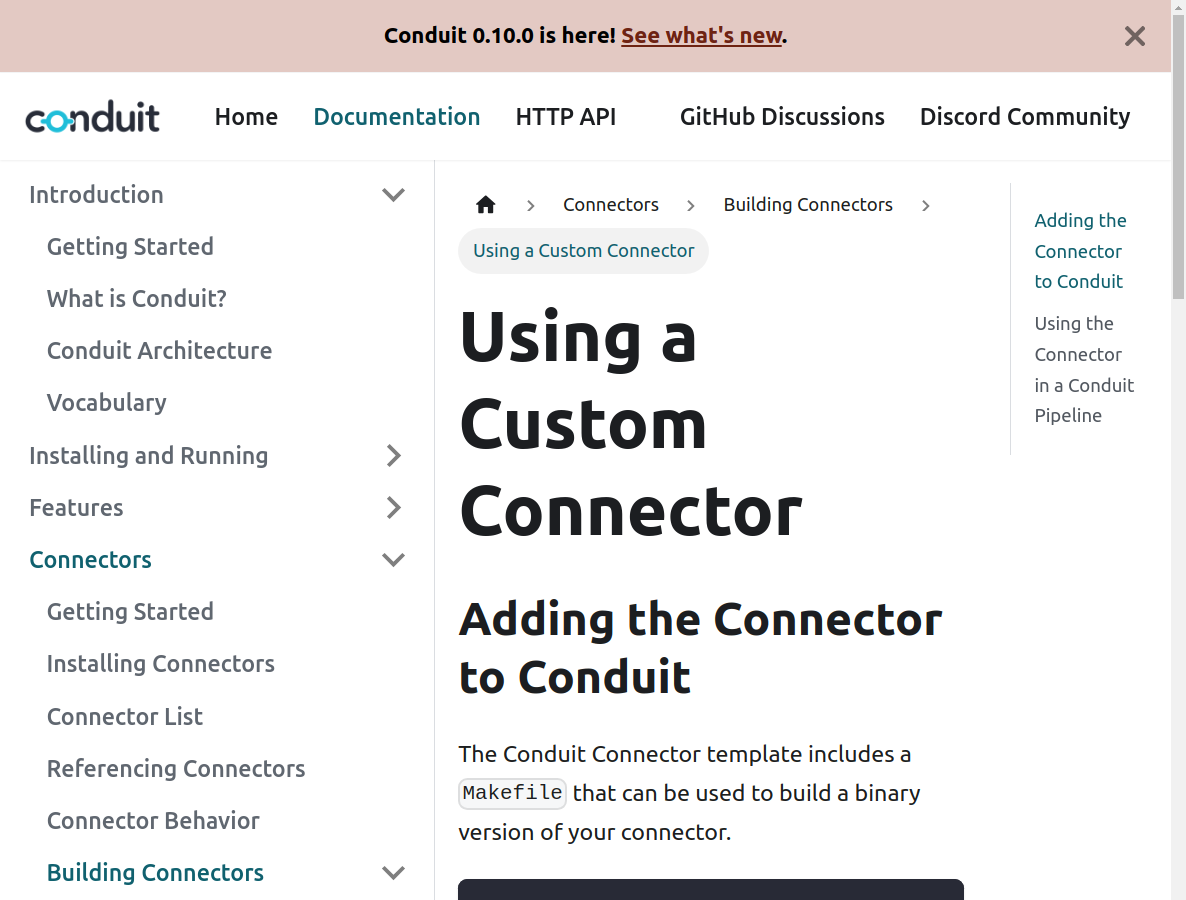 Conduit 0.10.0 is here! See what's new.
conduit
Home
Documentation
HTTP API
GitHub Discussions
Discord Community
Introduction
Getting Started
What is Conduit?
Conduit Architecture
Vocabulary
Installing and Running
Features
Connectors
Getting Started
Installing Connectors
Connector List
Referencing Connectors
Connector Behavior
Building Connectors
Connectors
Building Connectors
Using a Custom Connector
Using a
Custom
Connector
Adding the Connector
to Conduit
The Conduit Connector template includes a
Makefile that can be used to build a binary
version of your connector.
Adding the
Connector
to Conduit
Using the
Connector
in a Conduit
Pipeline